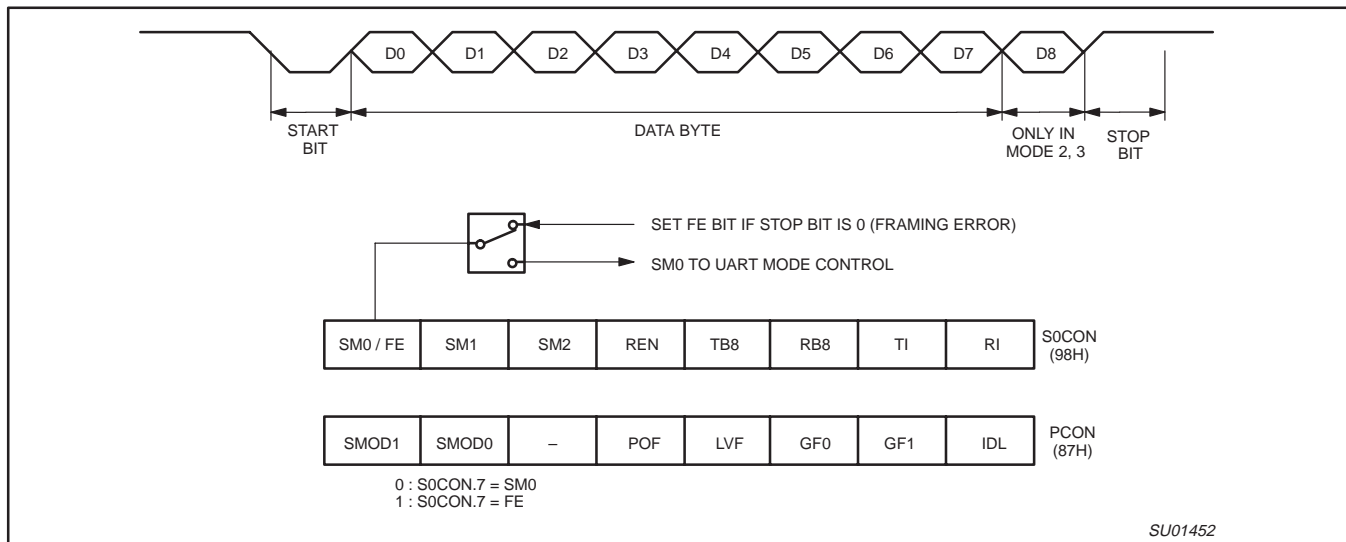 D0 D1 D2 D3 D4 D5 D6 D7 D8
START
BIT
DATA BYTE
ONLY IN
MODE 2, 3
STOP
BIT
SET FE BIT IF STOP BIT IS 0 (FRAMING ERROR)
SM0 TO UART MODE CONTROL
SM0 / FE SM1 SM2 REN TB8 RB8 TI RI
S0CON
(98H)
SMOD1 SMOD0 – POF LVF GF0 GF1 IDL
PCON
(87H)
0 : S0CON.7 = SM0
1 : S0CON.7 = FE
SU01452